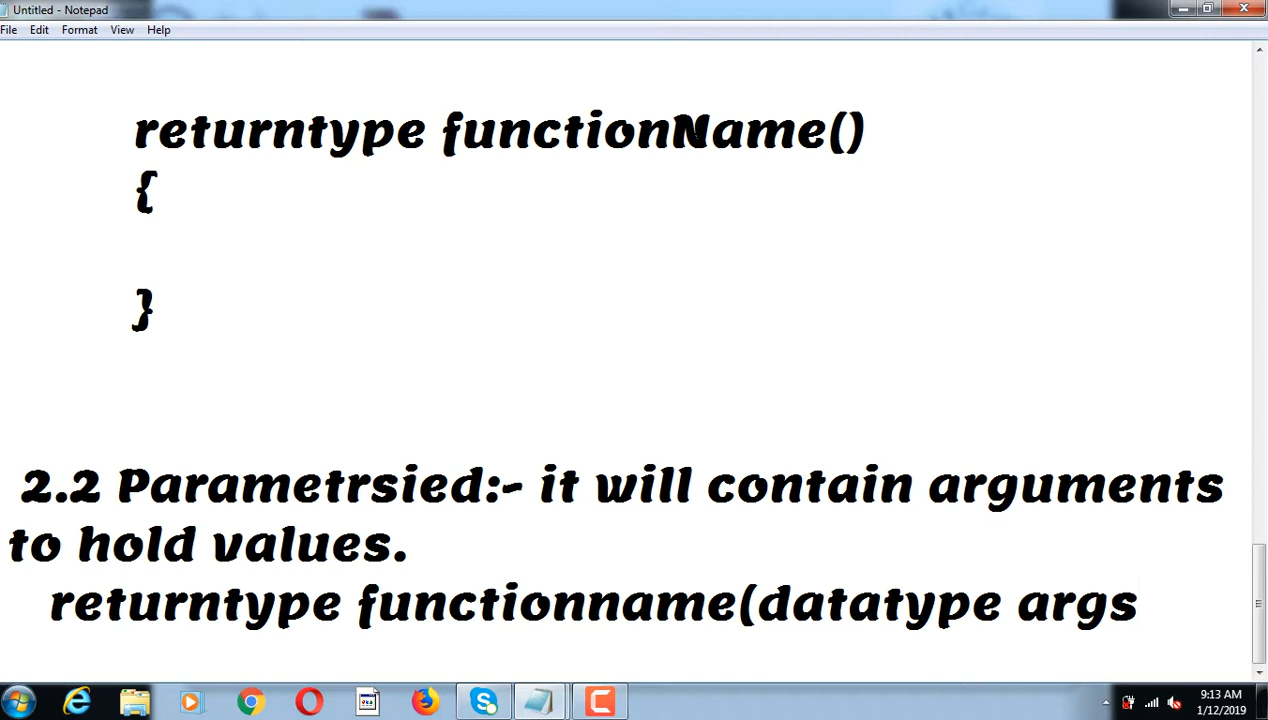 Untitled - Notepad
File Edit Format View Help
returntype functionName()
{
}
2.2 Parametrsied:- it will contain arguments
to hold values.
returntype functionname(datatype args
9:13 AM
1/12/2019